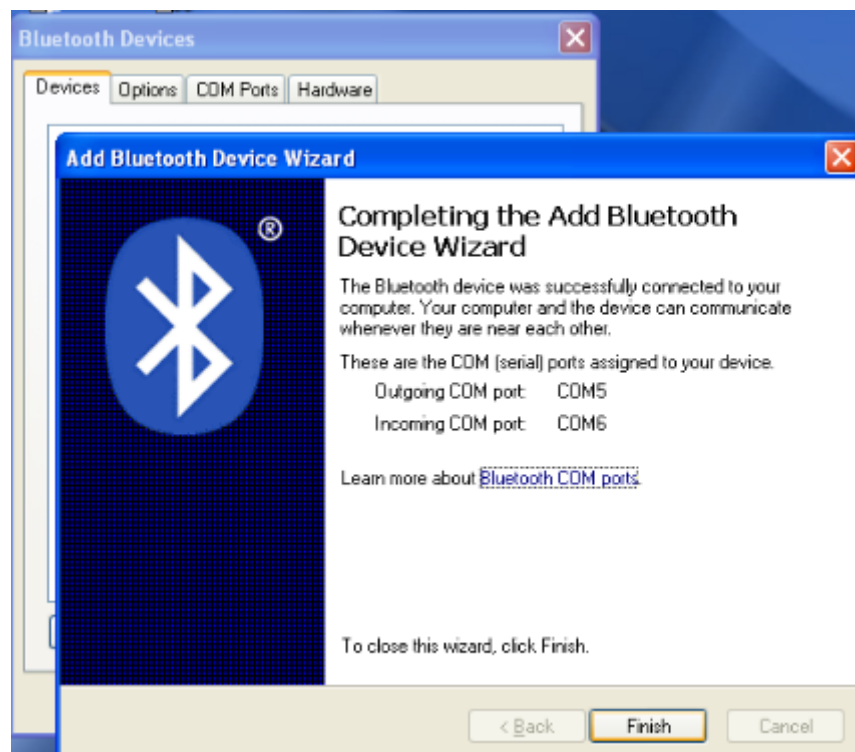 Bluetooth Devices
Devices Options COM Ports Hardware
Add Bluetooth Device Wizard
®
Completing the Add Bluetooth
Device Wizard
The Bluetooth device was successfully connected to your
computer. Your computer and the device can communicate
whenever they are near each other.
These are the COM (serial) ports assigned to your device.
Outgoing COM port: COM5
Incoming COM port: COM6
Learn more about Bluetooth COM ports.
To close this wizard, click Finish.
< Back Finish Cancel